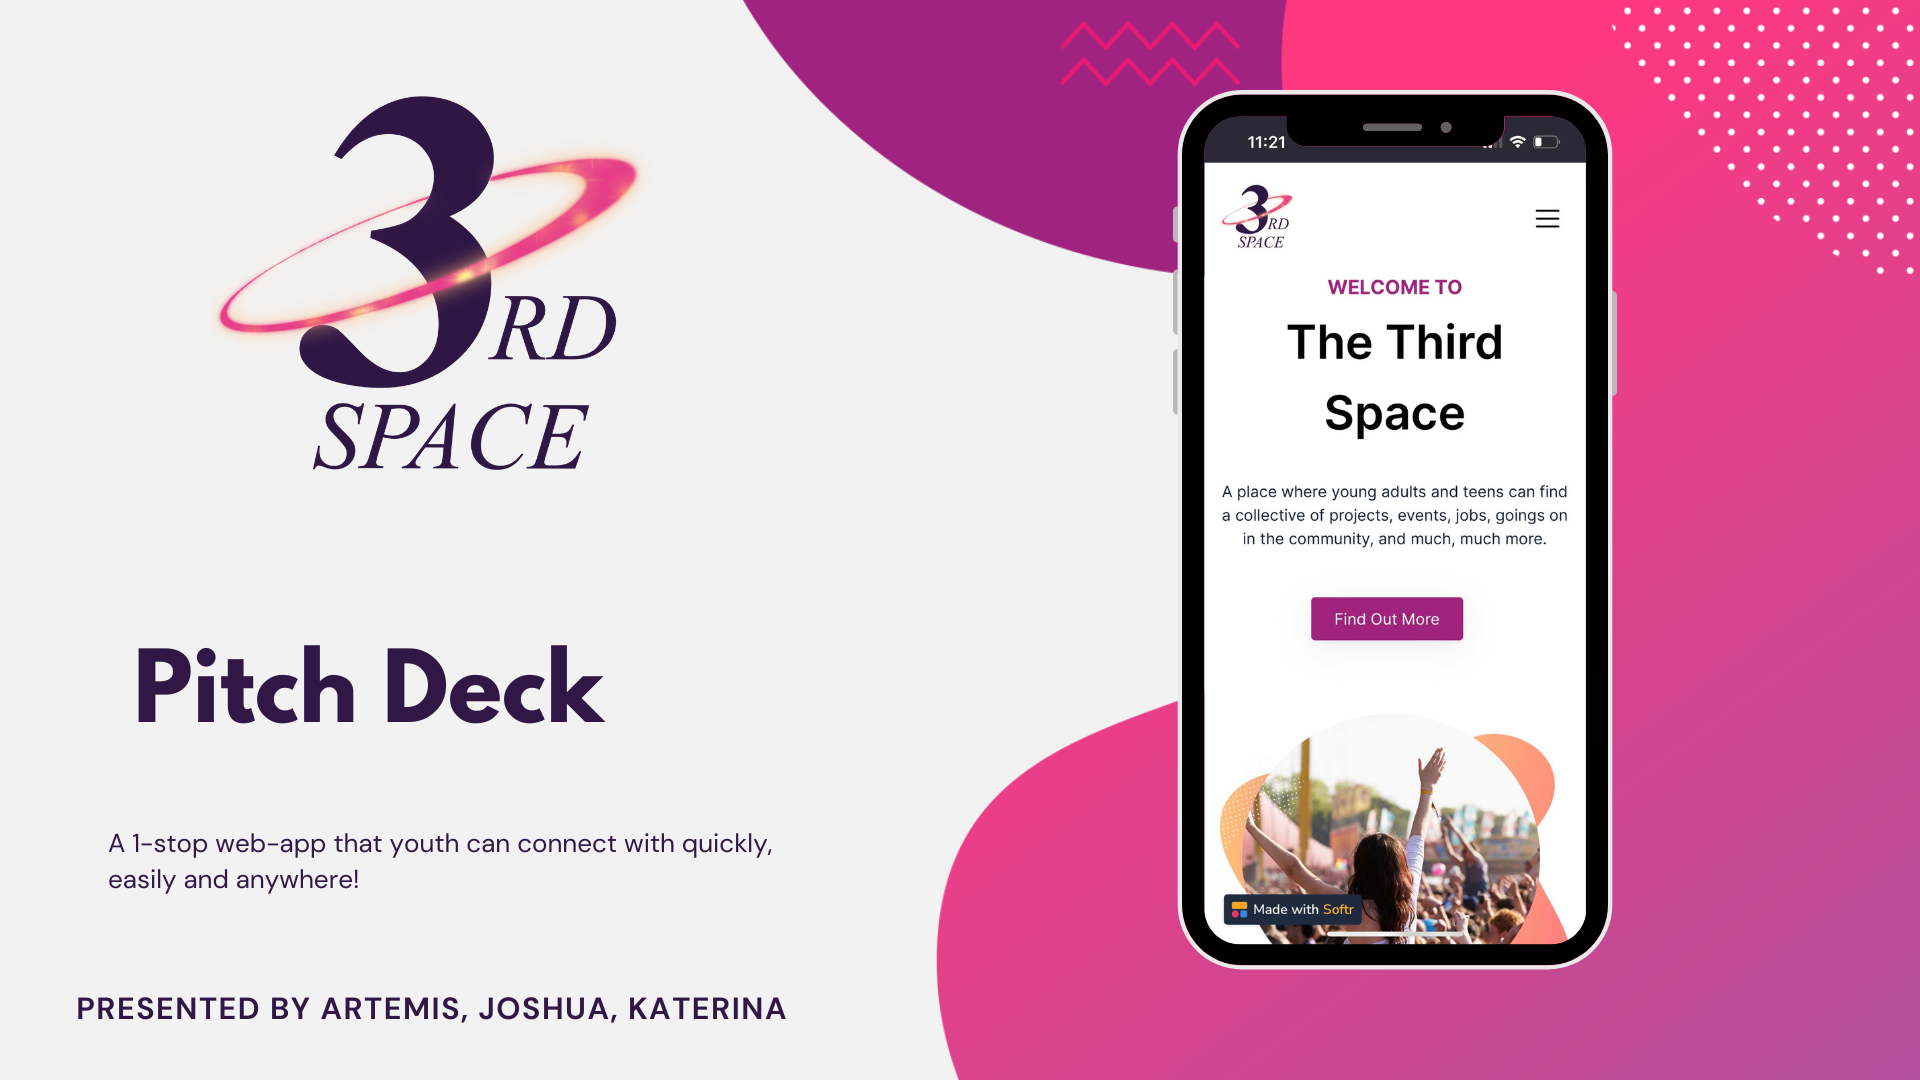 3RD
SPACE
Pitch Deck
A 1-stop web-app that youth can connect with quickly,
easily and anywhere!
PRESENTED BY ARTEMIS, JOSHUA, KATERINA
11:21
3RD
SPACE
WELCOME TO
The Third
Space
A place where young adults and teens can find
a collective of projects, events, jobs, goings on
in the community, and much, much more.
Find Out More
Made with Softr